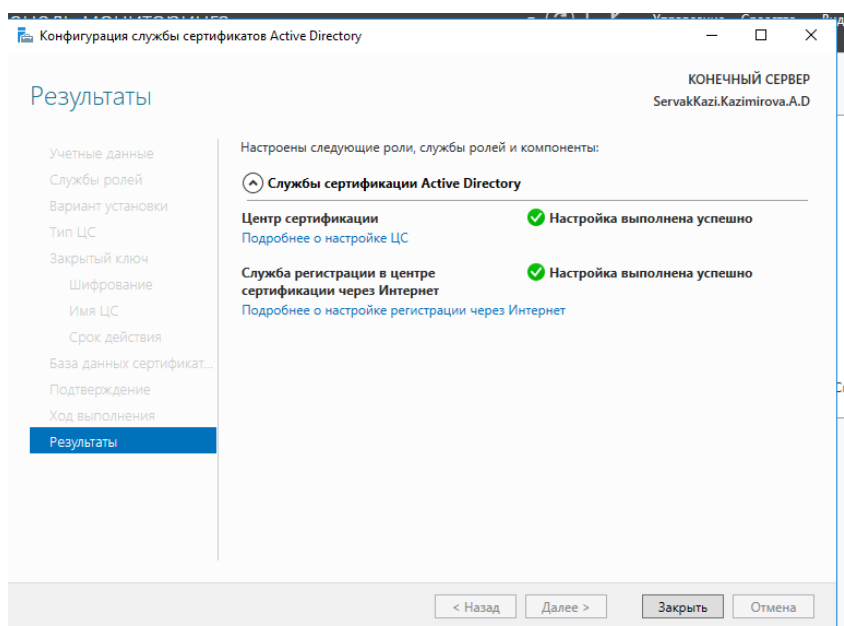 Конфигурация службы сертификатов Active Directory
Результаты
КОНЕЧНЫЙ СЕРВЕР
ServakKazi.Kazimirova.A.D
Учетные данные
Службы ролей
Вариант установки
Тип ЦС
Закрытый ключ
Шифрование
Имя ЦС
Срок действия
База данных сертификат...
Подтверждение
Ход выполнения
Результаты
Настроены следующие роли, службы ролей и компоненты:
Службы сертификации Active Directory
Центр сертификации Настройка выполнена успешно
Подробнее о настройке ЦС
Служба регистрации в центре Настройка выполнена успешно
сертификации через Интернет
Подробнее о настройке регистрации через Интернет
< Назад Далее > Закрыть Отмена